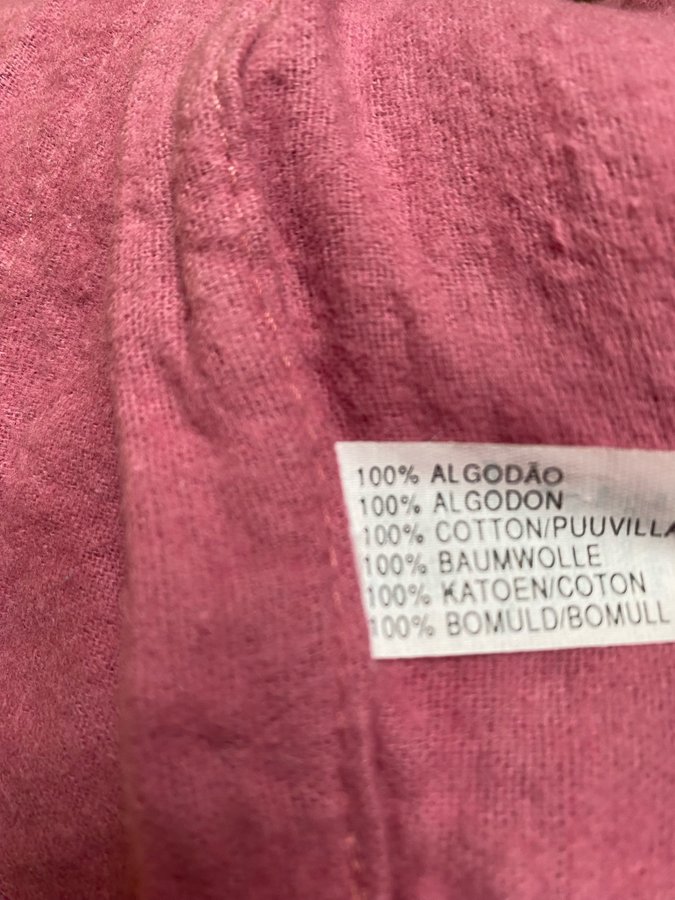 100% ALGODÃO
100% ALGODON
100% COTTON/PUUVILLA
100% BAUMWOLLE
100% KATOEN/COTON
100% BOMULD/BOMULL